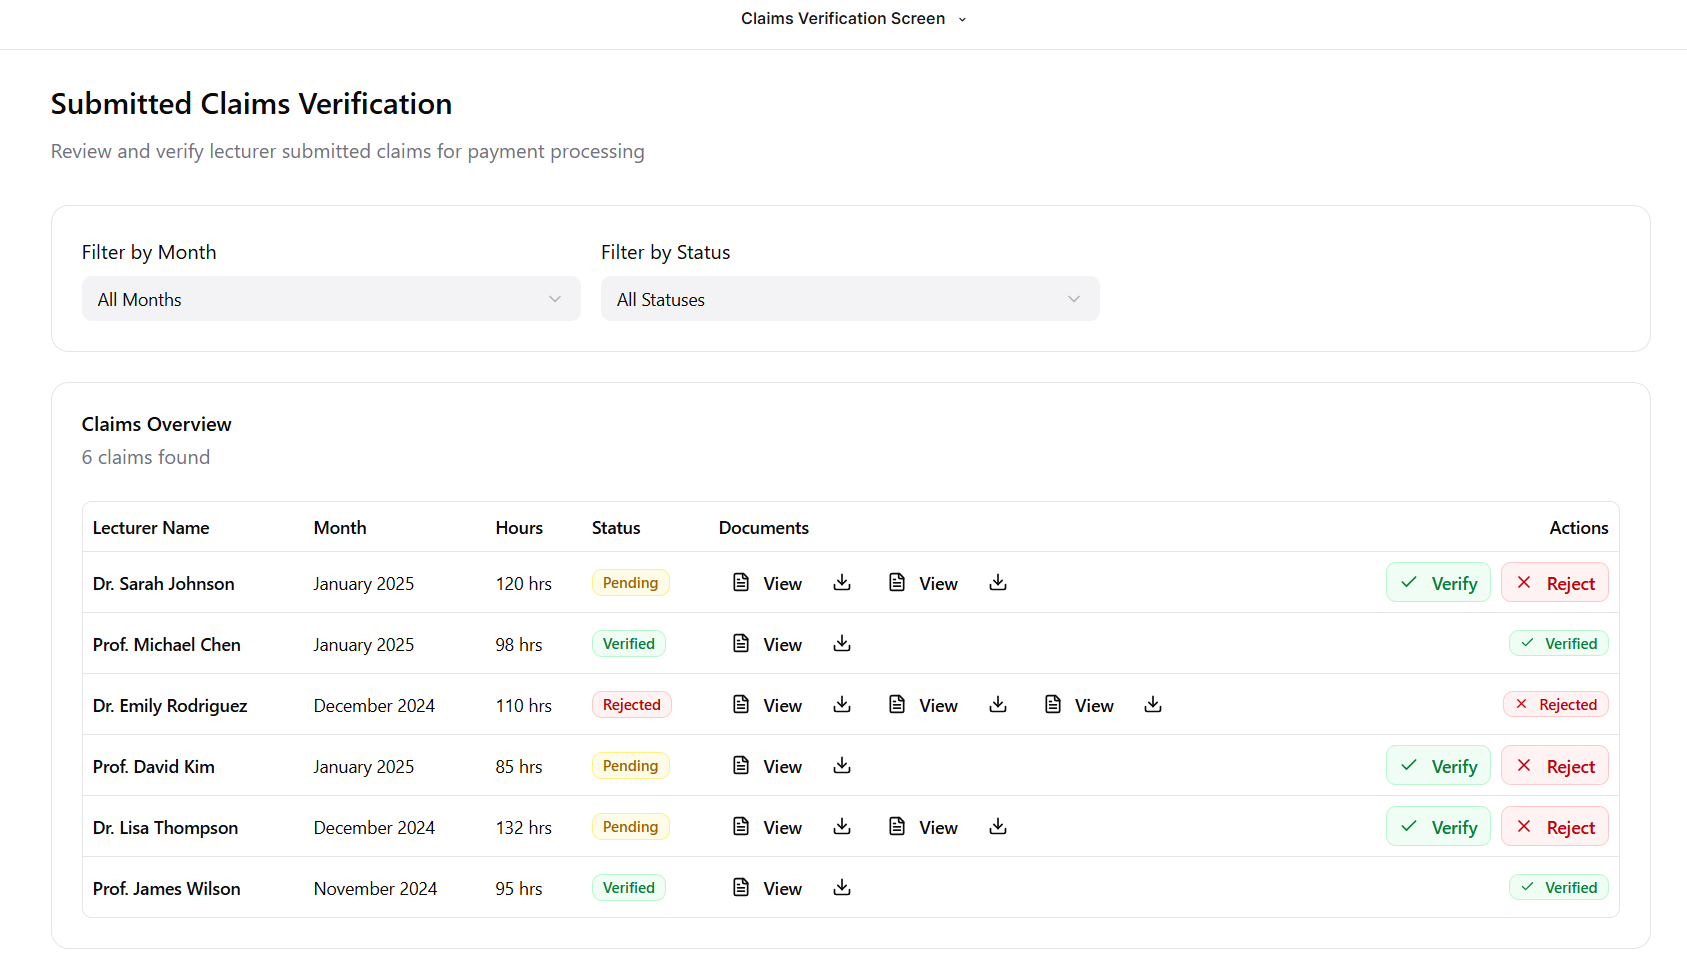 Claims Verification Screen
Submitted Claims Verification
Review and verify lecturer submitted claims for payment processing
Filter by Month Filter by Status
All Months All Statuses
Claims Overview
6 claims found
Lecturer Name Month Hours Status Documents Actions
Dr. Sarah Johnson January 2025 120 hrs Pending View View Verify Reject
Prof. Michael Chen January 2025 98 hrs Verified View Verified
Dr. Emily Rodriguez December 2024 110 hrs Rejected View View View Rejected
Prof. David Kim January 2025 85 hrs Pending View Verify Reject
Dr. Lisa Thompson December 2024 132 hrs Pending View View Verify Reject
Prof. James Wilson November 2024 95 hrs Verified View Verified